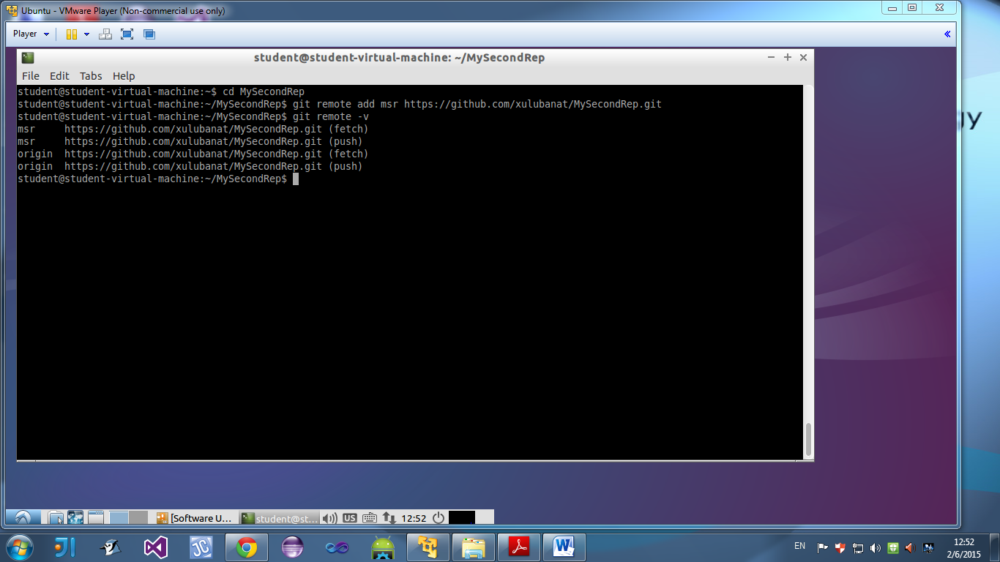 Ubuntu - VMware Player (Non-commercial use only)
Player
student@student-virtual-machine: ~/MySecondRep
File Edit Tabs Help
student@student-virtual-machine:~$ cd MySecondRep
student@student-virtual-machine:~/MySecondRep$ git remote add msr https://github.com/xulubanat/MySecondRep.git
student@student-virtual-machine:~/MySecondRep$ git remote -v
msr     https://github.com/xulubanat/MySecondRep.git (fetch)
msr     https://github.com/xulubanat/MySecondRep.git (push)
origin  https://github.com/xulubanat/MySecondRep.git (fetch)
origin  https://github.com/xulubanat/MySecondRep.git (push)
student@student-virtual-machine:~/MySecondRep$
gy
[Software U... student@st... US 12:52
EN 12:52
2/6/2015